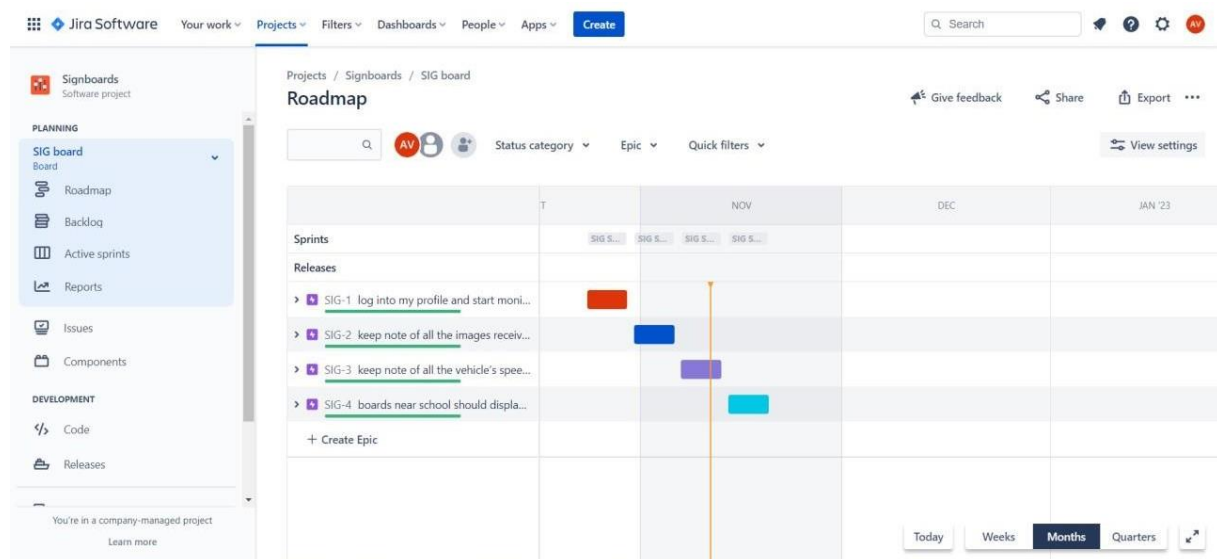 Jira Software Your work Projects Filters Dashboards People Apps Create Search AV
Signboards
Software project
PLANNING
SIG board
Board
Roadmap
Backlog
Active sprints
Reports
Issues
Components
DEVELOPMENT
Code
Releases
You're in a company-managed project
Learn more
Projects / Signboards / SIG board
Roadmap
Give feedback Share Export
AV Status category Epic Quick filters View settings
T NOV DEC JAN '23
Sprints SIG S... SIG S... SIG S... SIG S...
Releases
SIG-1 log into my profile and start moni...
SIG-2 keep note of all the images receiv...
SIG-3 keep note of all the vehicle's spee...
SIG-4 boards near school should displa...
+ Create Epic
Today Weeks Months Quarters